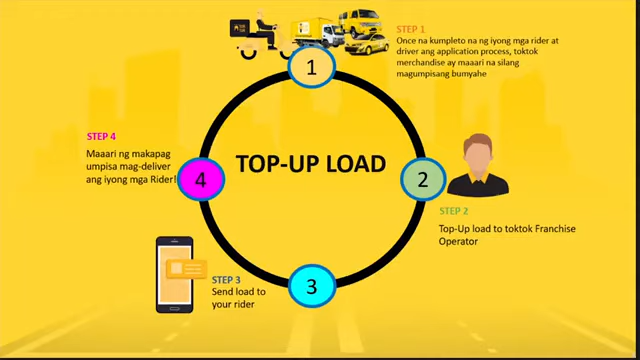 STEP 1
Once na kumpleto na ng iyong mga rider at
driver ang application process, toktok
merchandise ay maaari na silang
magumpisang bumyahe
1
STEP 4
Maaari ng makapag
umpisa mag-deliver
ang iyong mga Rider!
4
TOP-UP LOAD
2
STEP 2
Top-Up load to toktok Franchise
Operator
STEP 3
Send load to
your rider
3